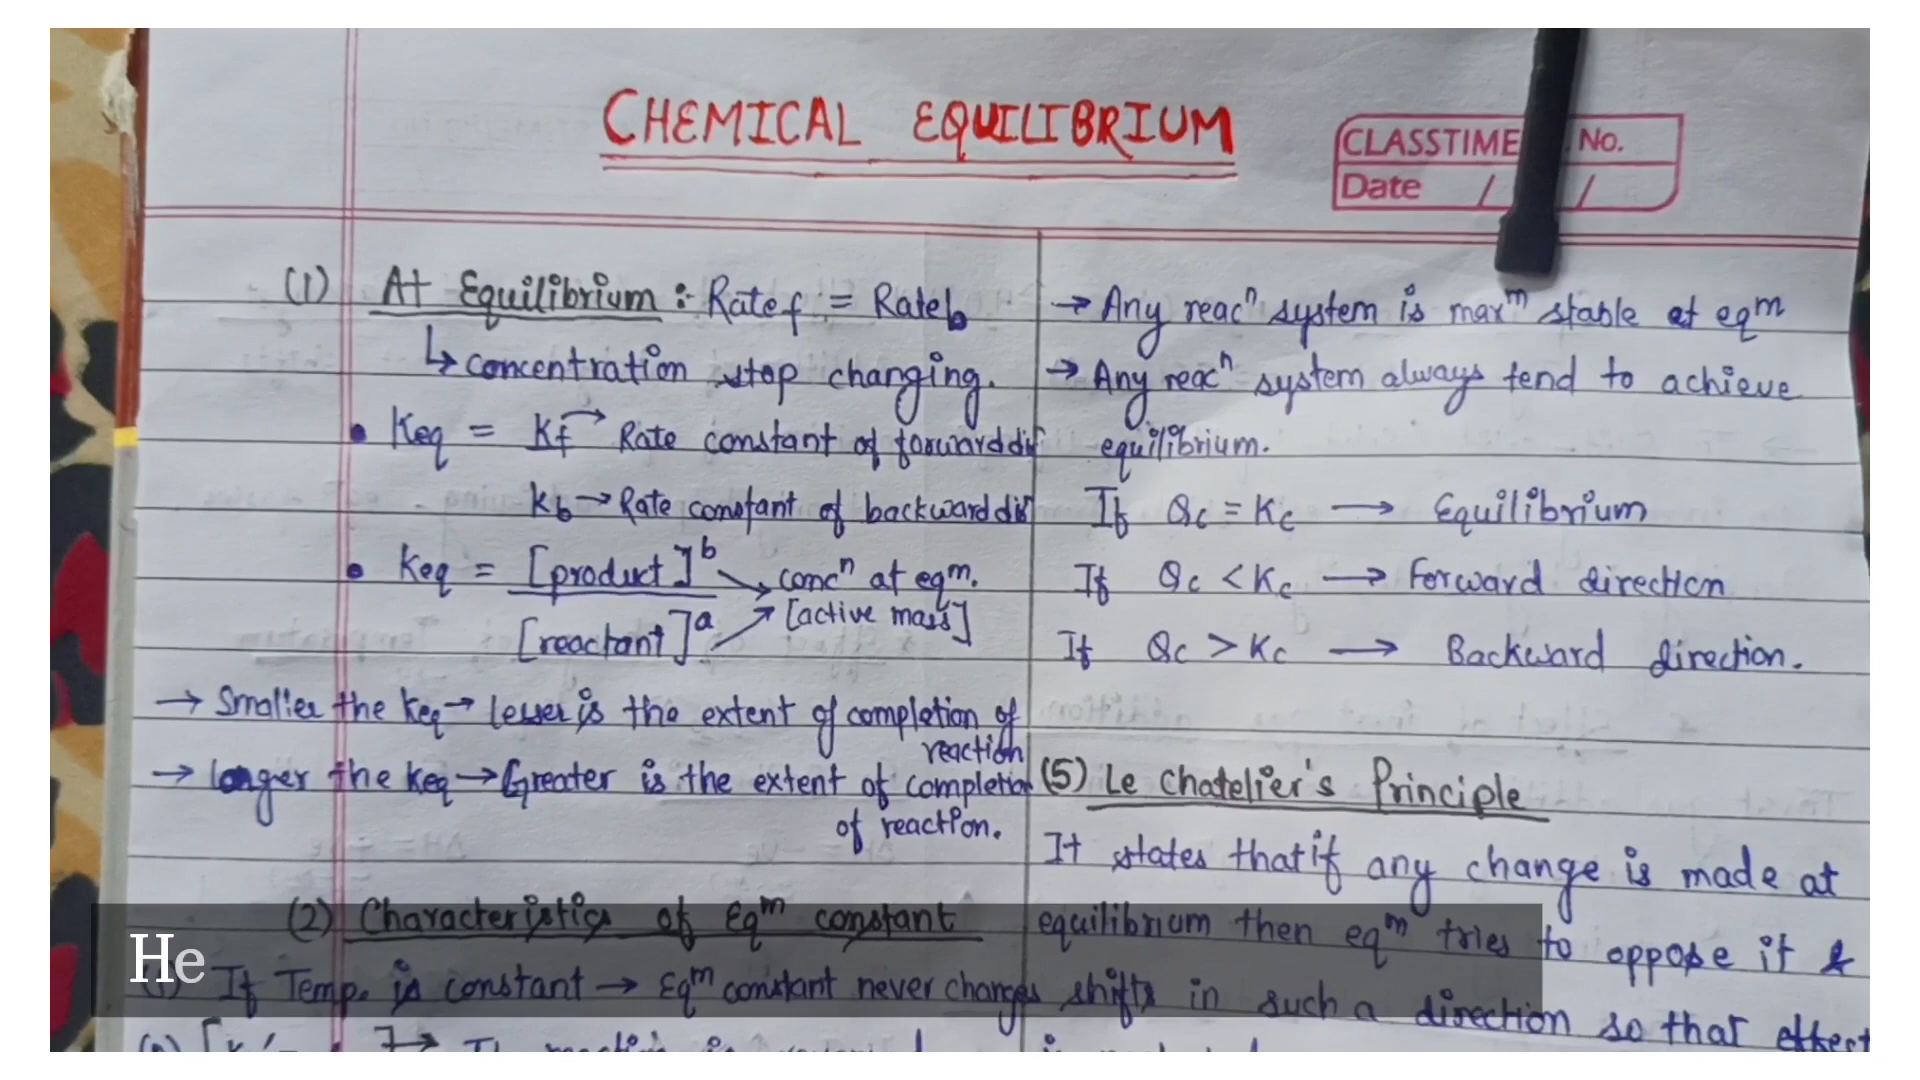 CHEMICAL EQUILIBRIUM
CLASSTIME No.
Date / /
(1) At Equilibrium :- Rate f = Rate b
↳ concentration stop changing.
• Keq = Kf → Rate constant of forward dir
kb → Rate constant of backward dir
• Keq = [product]^b → concⁿ at eqm.
[reactant]^a → [active mass]
→ Smaller the keq → lesser is the extent of completion of
reaction
→ longer the keq → Greater is the extent of completion
of reaction.
(2) Characteristics of Eqm constant
If Temp. is constant → Eqm constant never changes
→ Any reacⁿ system is maxm stable at eqm
→ Any reacⁿ system always tend to achieve
equilibrium.
If Qc = Kc → Equilibrium
If Qc < Kc → Forward direction
If Qc > Kc → Backward direction.
(5) Le Chatelier's Principle
It states that if any change is made at
equilibrium then eqm tries to oppose it &
shifts in such a direction so that effect
He